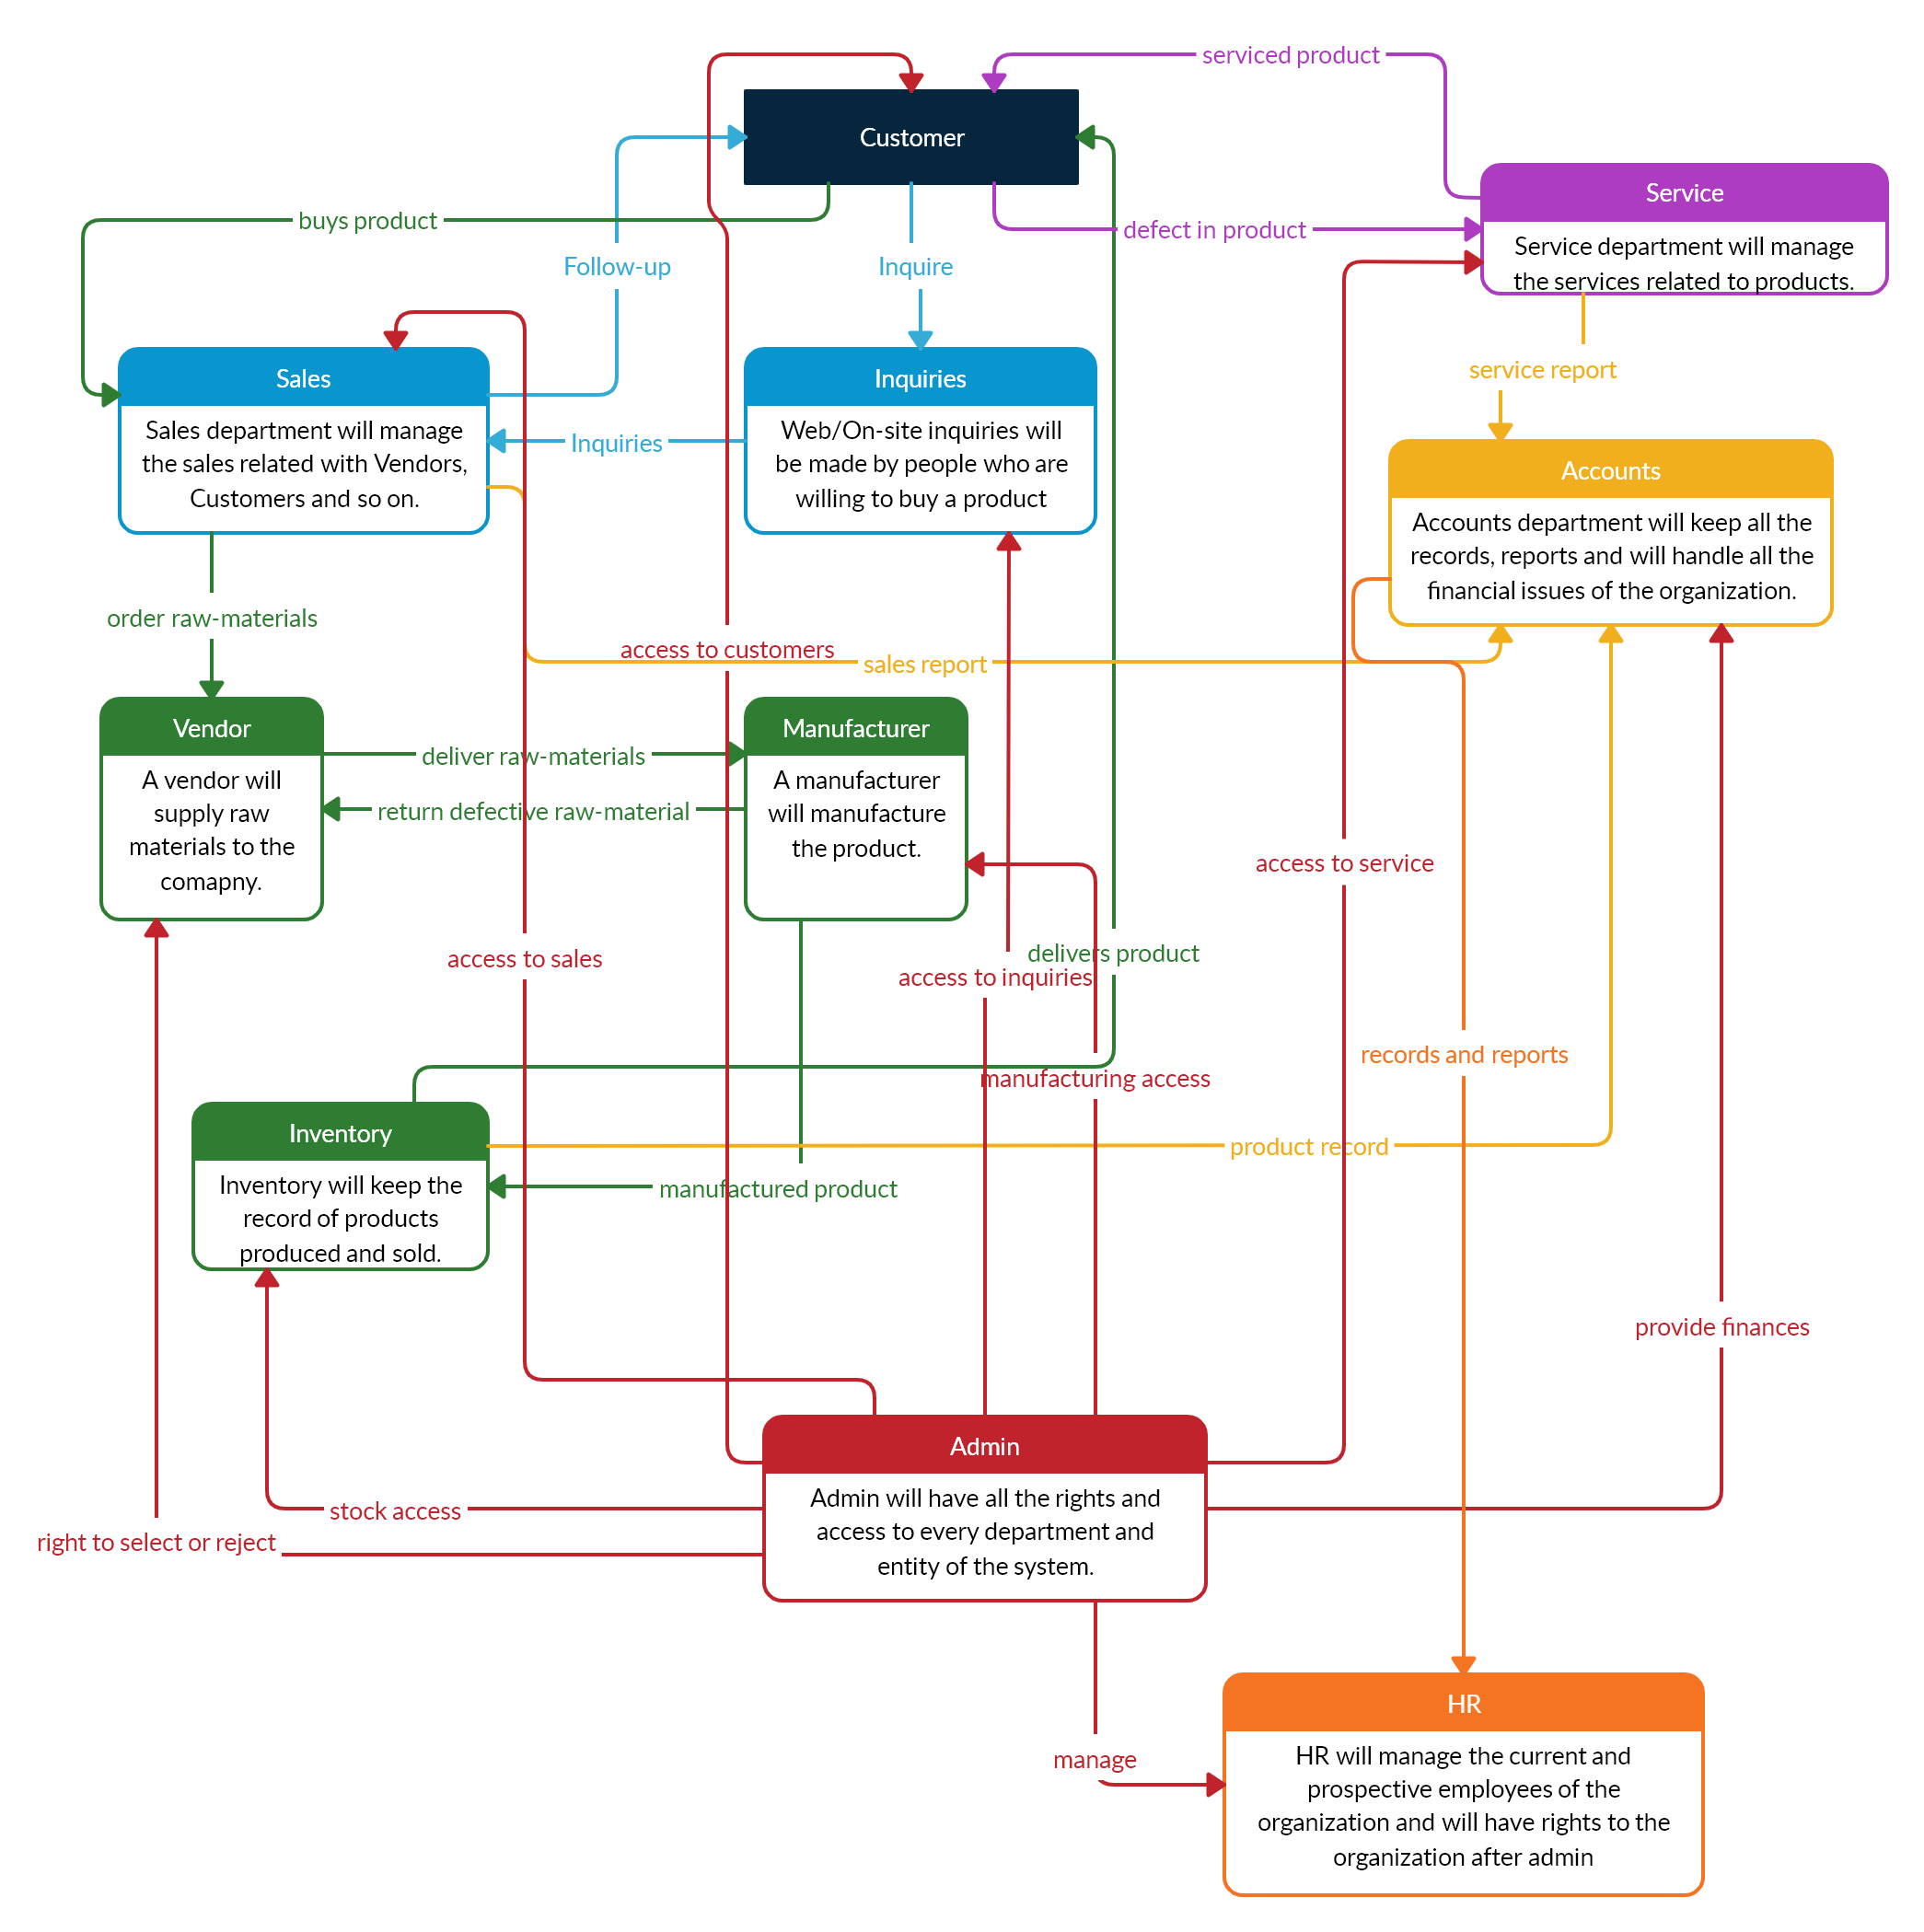 serviced product
Customer
Service
buys product
defect in product
Service department will manage
the services related to products.
Follow-up
Inquire
service report
Sales
Inquiries
Sales department will manage
the sales related with Vendors,
Customers and so on.
Inquiries
Web/On-site inquiries will
be made by people who are
willing to buy a product
Accounts
Accounts department will keep all the
records, reports and will handle all the
financial issues of the organization.
order raw-materials
access to customers
sales report
Vendor
A vendor will
supply raw
materials to the
comapny.
deliver raw-materials
return defective raw-material
Manufacturer
A manufacturer
will manufacture
the product.
access to service
access to sales
delivers product
access to inquiries
records and reports
manufacturing access
Inventory
Inventory will keep the
record of products
produced and sold.
product record
manufactured product
provide finances
Admin
Admin will have all the rights and
access to every department and
entity of the system.
stock access
right to select or reject
manage
HR
HR will manage the current and
prospective employees of the
organization and will have rights to the
organization after admin